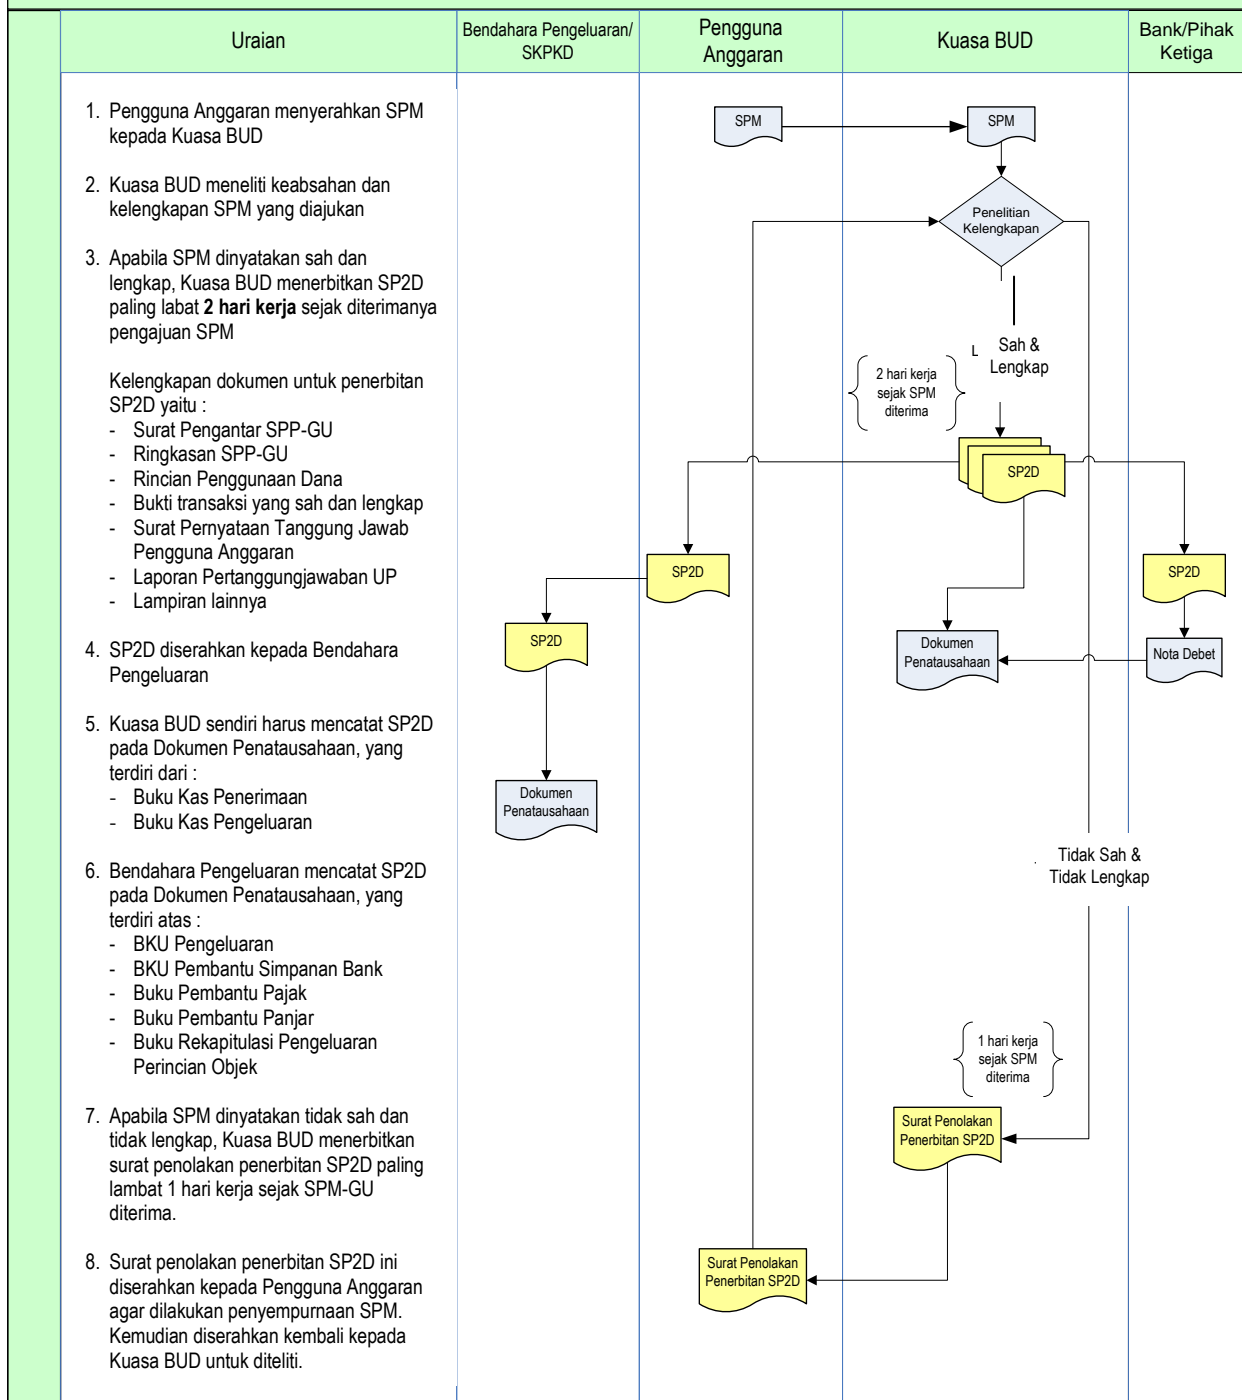 Uraian
Bendahara Pengeluaran/
SKPKD
Pengguna
Anggaran
Kuasa BUD
Bank/Pihak
Ketiga
1. Pengguna Anggaran menyerahkan SPM
kepada Kuasa BUD
2. Kuasa BUD meneliti keabsahan dan
kelengkapan SPM yang diajukan
3. Apabila SPM dinyatakan sah dan
lengkap, Kuasa BUD menerbitkan SP2D
paling labat 2 hari kerja sejak diterimanya
pengajuan SPM
Kelengkapan dokumen untuk penerbitan
SP2D yaitu :
- Surat Pengantar SPP-GU
- Ringkasan SPP-GU
- Rincian Penggunaan Dana
- Bukti transaksi yang sah dan lengkap
- Surat Pernyataan Tanggung Jawab
Pengguna Anggaran
- Laporan Pertanggungjawaban UP
- Lampiran lainnya
4. SP2D diserahkan kepada Bendahara
Pengeluaran
5. Kuasa BUD sendiri harus mencatat SP2D
pada Dokumen Penatausahaan, yang
terdiri dari :
- Buku Kas Penerimaan
- Buku Kas Pengeluaran
6. Bendahara Pengeluaran mencatat SP2D
pada Dokumen Penatausahaan, yang
terdiri atas :
- BKU Pengeluaran
- BKU Pembantu Simpanan Bank
- Buku Pembantu Pajak
- Buku Pembantu Panjar
- Buku Rekapitulasi Pengeluaran
Perincian Objek
7. Apabila SPM dinyatakan tidak sah dan
tidak lengkap, Kuasa BUD menerbitkan
surat penolakan penerbitan SP2D paling
lambat 1 hari kerja sejak SPM-GU
diterima.
8. Surat penolakan penerbitan SP2D ini
diserahkan kepada Pengguna Anggaran
agar dilakukan penyempurnaan SPM.
Kemudian diserahkan kembali kepada
Kuasa BUD untuk diteliti.
SPM
SPM
Penelitian
Kelengkapan
Sah &
Lengkap
2 hari kerja
sejak SPM
diterima
SP2D
SP2D
SP2D
SP2D
Dokumen
Penatausahaan
Nota Debet
Dokumen
Penatausahaan
Tidak Sah &
Tidak Lengkap
1 hari kerja
sejak SPM
diterima
Surat Penolakan
Penerbitan SP2D
Surat Penolakan
Penerbitan SP2D